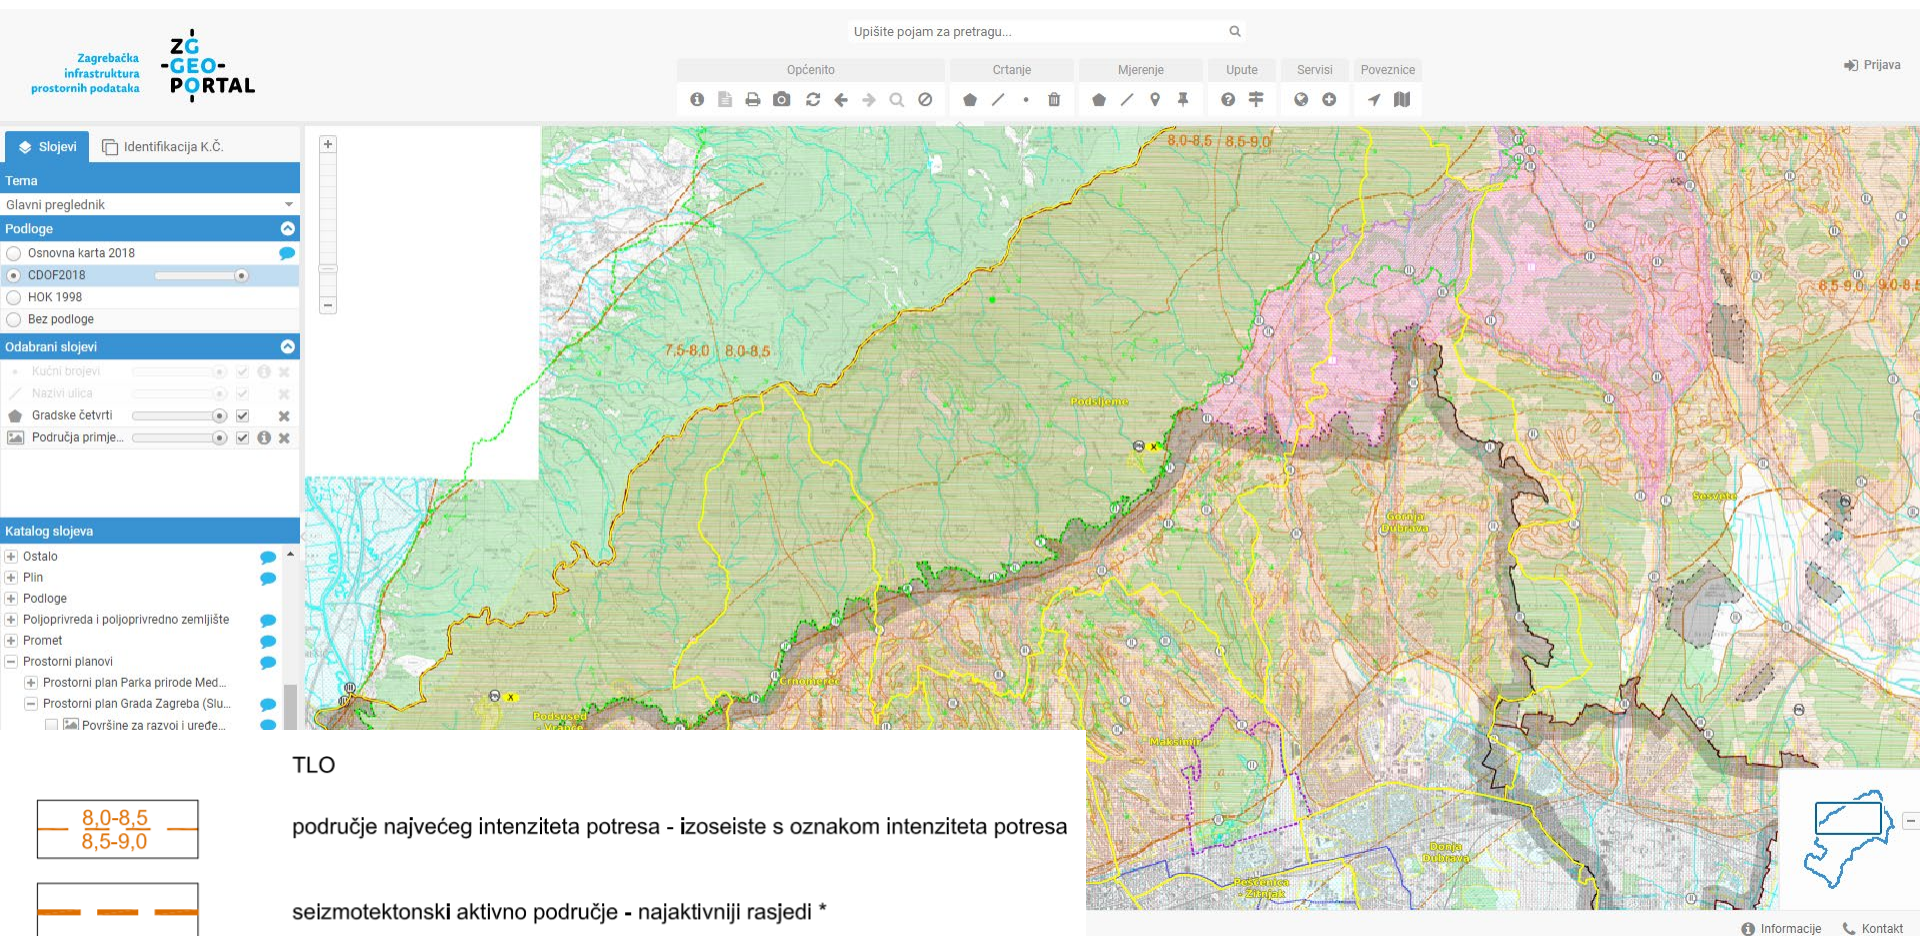 Zagrebačka
infrastruktura
prostornih podataka
ZG
GEO-
PORTAL
Upišite pojam za pretragu...
Općenito
Crtanje
Mjerenje
Upute
Servisi
Poveznice
Prijava
Slojevi
Identifikacija K.Č.
Tema
Glavni preglednik
Podloge
Osnovna karta 2018
CDOF2018
HOK 1998
Bez podloge
Odabrani slojevi
Kućni brojevi
Nazivi ulica
Gradske četvrti
Područja primje...
Katalog slojeva
Ostalo
Plin
Podloge
Poljoprivreda i poljoprivredno zemljište
Promet
Prostorni planovi
Prostorni plan Parka prirode Med...
Prostorni plan Grada Zagreba (Slu...
Površine za razvoj i uređe...
8,0-8,5 8,5-9,0
8,5-9,0 9,0-8,5
7,5-8,0 8,0-8,5
Podsljeme
Sesvete
Gornja
Dubrava
Črnomerec
Podsused
Vrapče
Maksimir
Donja
Dubrava
Peščenica
- Žitnjak
TLO
8,0-8,5
8,5-9,0
područje najvećeg intenziteta potresa - izoseiste s oznakom intenziteta potresa
seizmotektonski aktivno područje - najaktivniji rasjedi *
Informacije
Kontakt